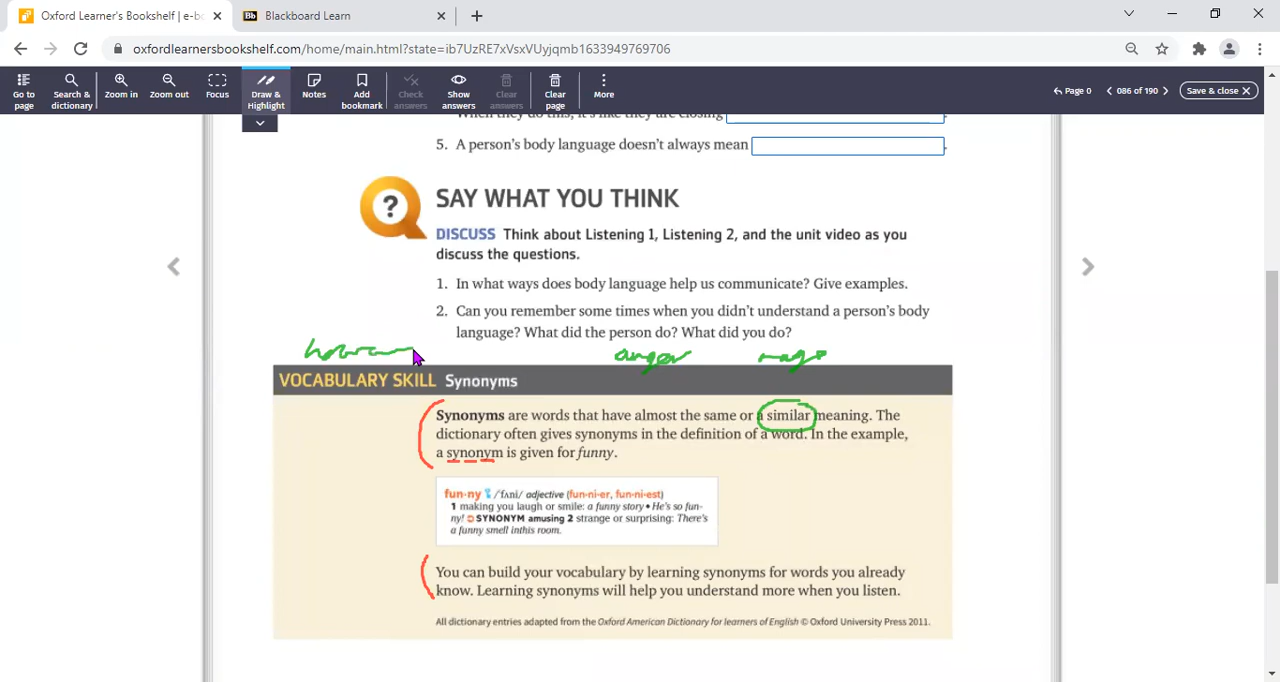 Oxford Learner's Bookshelf | e-bo
Blackboard Learn
oxfordlearnersbookshelf.com/home/main.html?state=ib7UzRE7xVsxVUyjqmb1633949769706
Go to page
Search & dictionary
Zoom in
Zoom out
Focus
Draw & Highlight
Notes
Add bookmark
Check answers
Show answers
Clear answers
Clear page
More
Page 0
086 of 190
Save & close
When they do this, it's like they are closing
5. A person's body language doesn't always mean
?
SAY WHAT YOU THINK
DISCUSS Think about Listening 1, Listening 2, and the unit video as you
discuss the questions.
1. In what ways does body language help us communicate? Give examples.
2. Can you remember some times when you didn't understand a person's body
language? What did the person do? What did you do?
anger
VOCABULARY SKILL Synonyms
Synonyms are words that have almost the same or a similar meaning. The
dictionary often gives synonyms in the definition of a word. In the example,
a synonym is given for funny.
fun·ny /ˈfʌni/ adjective (fun·ni·er, fun·ni·est)
1 making you laugh or smile: a funny story • He's so fun-
ny! SYNONYM amusing 2 strange or surprising: There's
a funny smell inthis room.
You can build your vocabulary by learning synonyms for words you already
know. Learning synonyms will help you understand more when you listen.
All dictionary entries adapted from the Oxford American Dictionary for learners of English © Oxford University Press 2011.